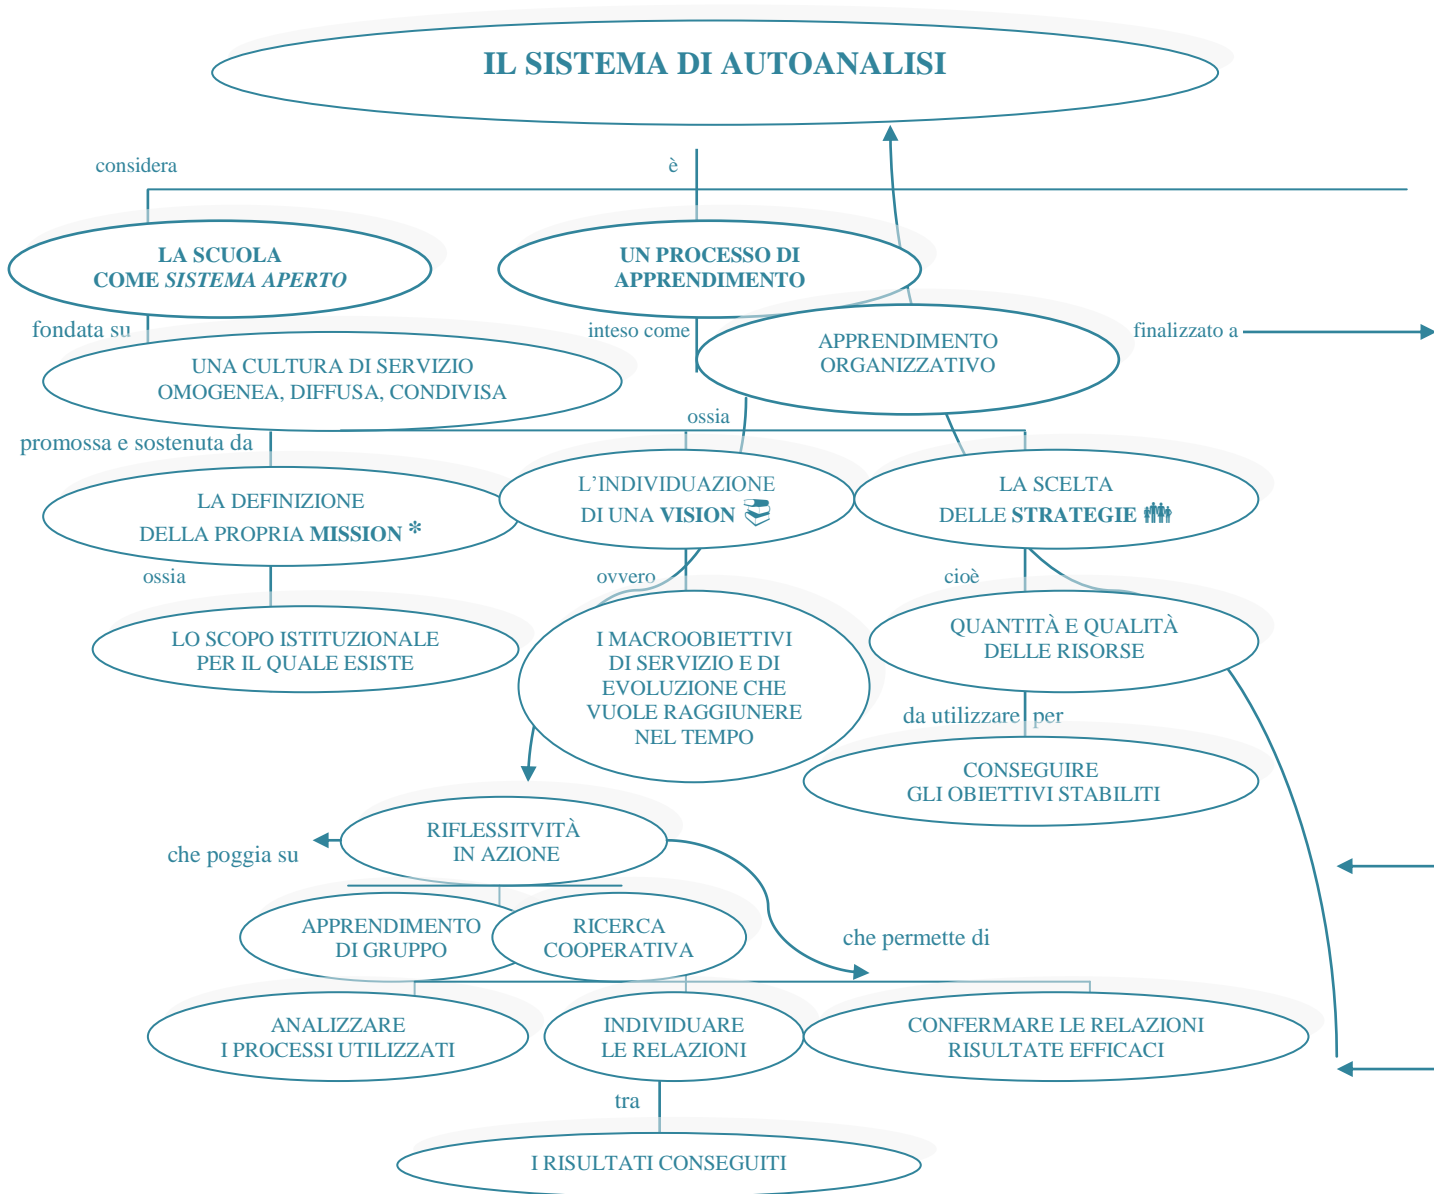 IL SISTEMA DI AUTOANALISI
considera
è
LA SCUOLA
COME SISTEMA APERTO
UN PROCESSO DI
APPRENDIMENTO
fondata su
inteso come
APPRENDIMENTO
ORGANIZZATIVO
finalizzato a
UNA CULTURA DI SERVIZIO
OMOGENEA, DIFFUSA, CONDIVISA
ossia
promossa e sostenuta da
LA DEFINIZIONE
DELLA PROPRIA MISSION *
L'INDIVIDUAZIONE
DI UNA VISION
LA SCELTA
DELLE STRATEGIE
ossia
ovvero
cioè
LO SCOPO ISTITUZIONALE
PER IL QUALE ESISTE
I MACROOBIETTIVI
DI SERVIZIO E DI
EVOLUZIONE CHE
VUOLE RAGGIUNERE
NEL TEMPO
QUANTITÀ E QUALITÀ
DELLE RISORSE
da utilizzare per
CONSEGUIRE
GLI OBIETTIVI STABILITI
RIFLESSITVITÀ
IN AZIONE
che poggia su
APPRENDIMENTO
DI GRUPPO
RICERCA
COOPERATIVA
che permette di
ANALIZZARE
I PROCESSI UTILIZZATI
INDIVIDUARE
LE RELAZIONI
CONFERMARE LE RELAZIONI
RISULTATE EFFICACI
tra
I RISULTATI CONSEGUITI